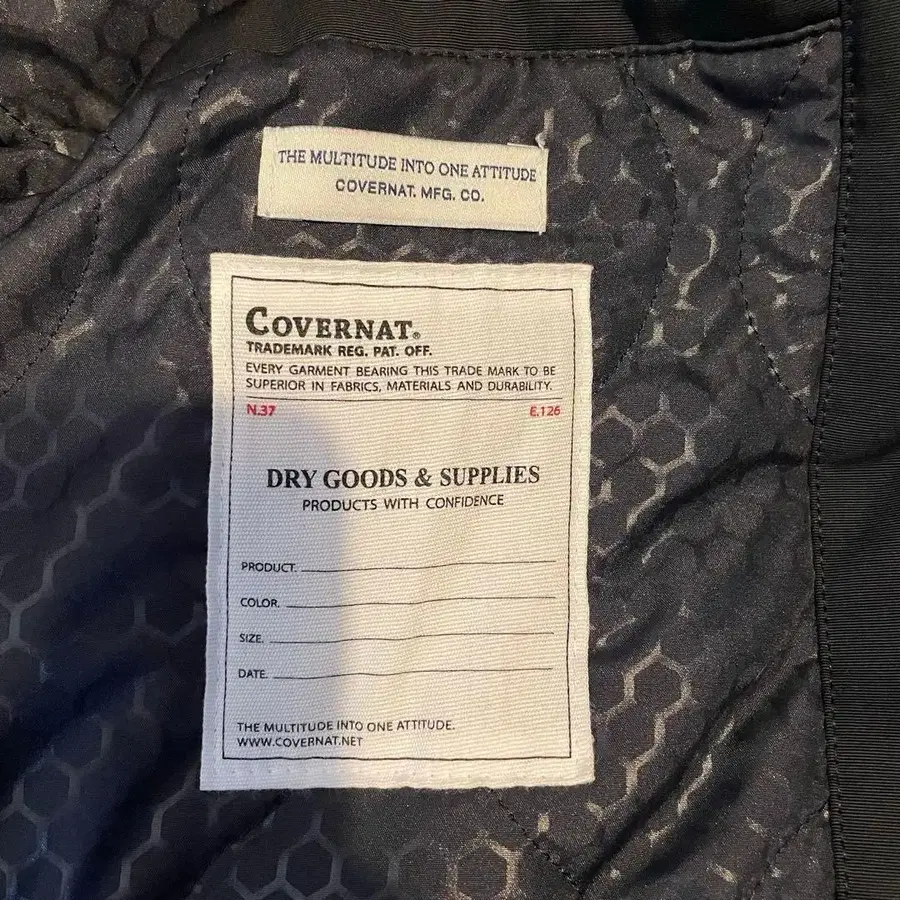 THE MULTITUDE INTO ONE ATTITUDE
COVERNAT. MFG. CO.
COVERNAT®
TRADEMARK REG. PAT. OFF.
EVERY GARMENT BEARING THIS TRADE MARK TO BE
SUPERIOR IN FABRICS, MATERIALS AND DURABILITY.
N.37 E.126
DRY GOODS & SUPPLIES
PRODUCTS WITH CONFIDENCE
PRODUCT.
COLOR.
SIZE.
DATE.
THE MULTITUDE INTO ONE ATTITUDE.
WWW.COVERNAT.NET